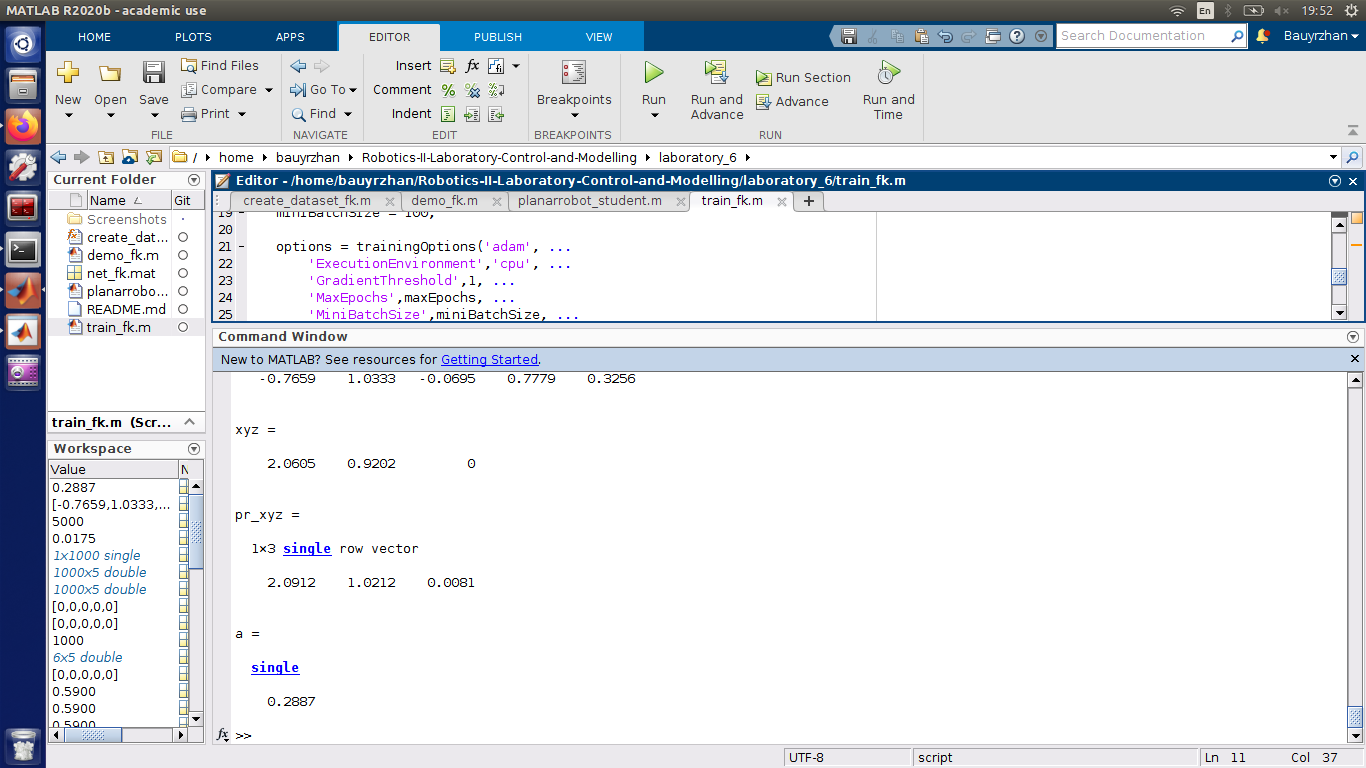 MATLAB R2020b - academic use
En
19:52
HOME PLOTS APPS EDITOR PUBLISH VIEW
Search Documentation
Bauyrzhan
New Open Save
Find Files
Compare
Print
FILE
Go To
Find
NAVIGATE
Insert
Comment
Indent
EDIT
Breakpoints
BREAKPOINTS
Run
Run and Advance
Run Section
Advance
Run and Time
RUN
/ home bauyrzhan Robotics-II-Laboratory-Control-and-Modelling laboratory_6
Current Folder
Name Git
Screenshots
create_dat...
demo_fk.m
net_fk.mat
planarrobo...
README.md
train_fk.m
train_fk.m (Scr...
Workspace
Value
0.2887
[-0.7659,1.0333,...
5000
0.0175
1x1000 single
1000x5 double
1000x5 double
[0,0,0,0,0]
[0,0,0,0,0]
1000
6x5 double
[0,0,0,0,0]
0.5900
0.5900
0.5900
Editor - /home/bauyrzhan/Robotics-II-Laboratory-Control-and-Modelling/laboratory_6/train_fk.m
create_dataset_fk.m demo_fk.m planarrobot_student.m train_fk.m
19 - miniBatchSize = 100;
20
21 - options = trainingOptions('adam', ...
22 'ExecutionEnvironment','cpu', ...
23 'GradientThreshold',1, ...
24 'MaxEpochs',maxEpochs, ...
25 'MiniBatchSize',miniBatchSize, ...
Command Window
New to MATLAB? See resources for Getting Started.
-0.7659 1.0333 -0.0695 0.7779 0.3256
xyz =
2.0605 0.9202 0
pr_xyz =
1×3 single row vector
2.0912 1.0212 0.0081
a =
single
0.2887
fx >>
UTF-8 script Ln 11 Col 37